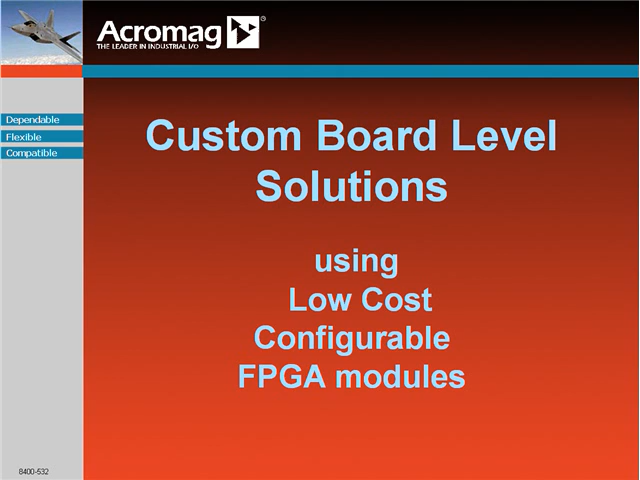 Acromag®
THE LEADER IN INDUSTRIAL I/O
Dependable
Flexible
Compatible
Custom Board Level
Solutions
using
Low Cost
Configurable
FPGA modules
8400-532